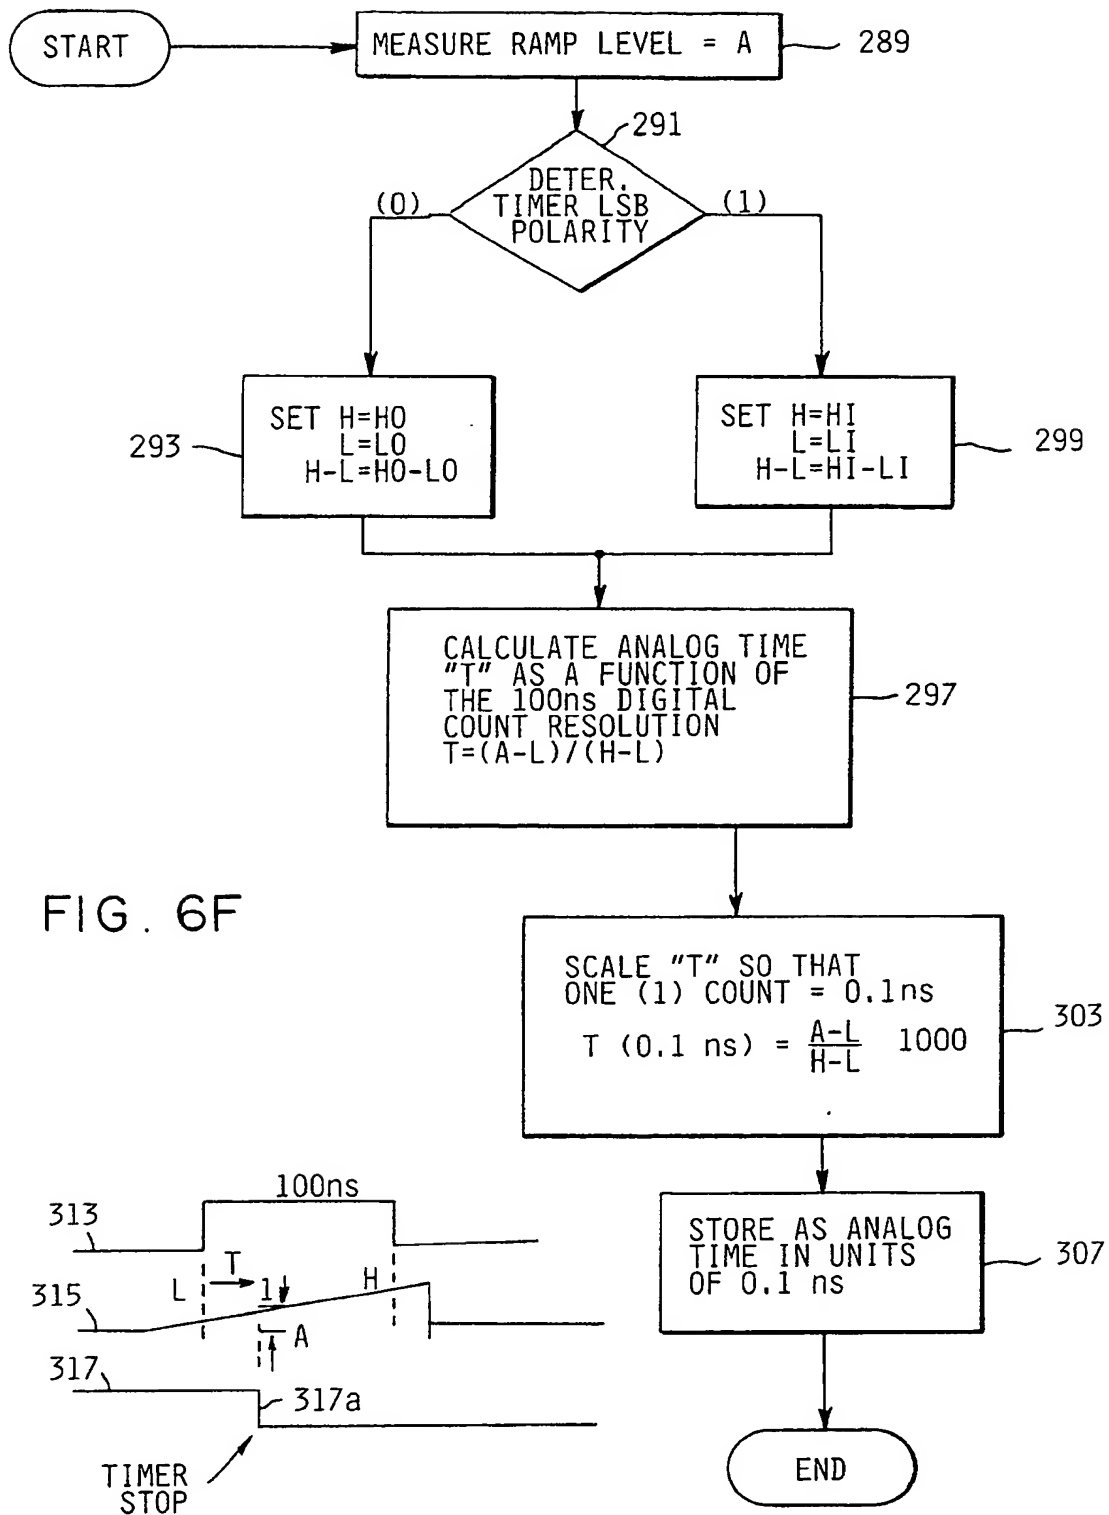 START
MEASURE RAMP LEVEL = A
289
291
DETER.
TIMER LSB
POLARITY
(0)
(1)
SET H=HO
L=LO
H-L=HO-LO
293
SET H=HI
L=LI
H-L=HI-LI
299
CALCULATE ANALOG TIME
"T" AS A FUNCTION OF
THE 100ns DIGITAL
COUNT RESOLUTION
T=(A-L)/(H-L)
297
FIG. 6F
SCALE "T" SO THAT
ONE (1) COUNT = 0.1ns
T (0.1 ns) = A-L/H-L 1000
303
STORE AS ANALOG
TIME IN UNITS
OF 0.1 ns
307
END
100ns
313
T
L
1
H
315
A
317
317a
TIMER
STOP